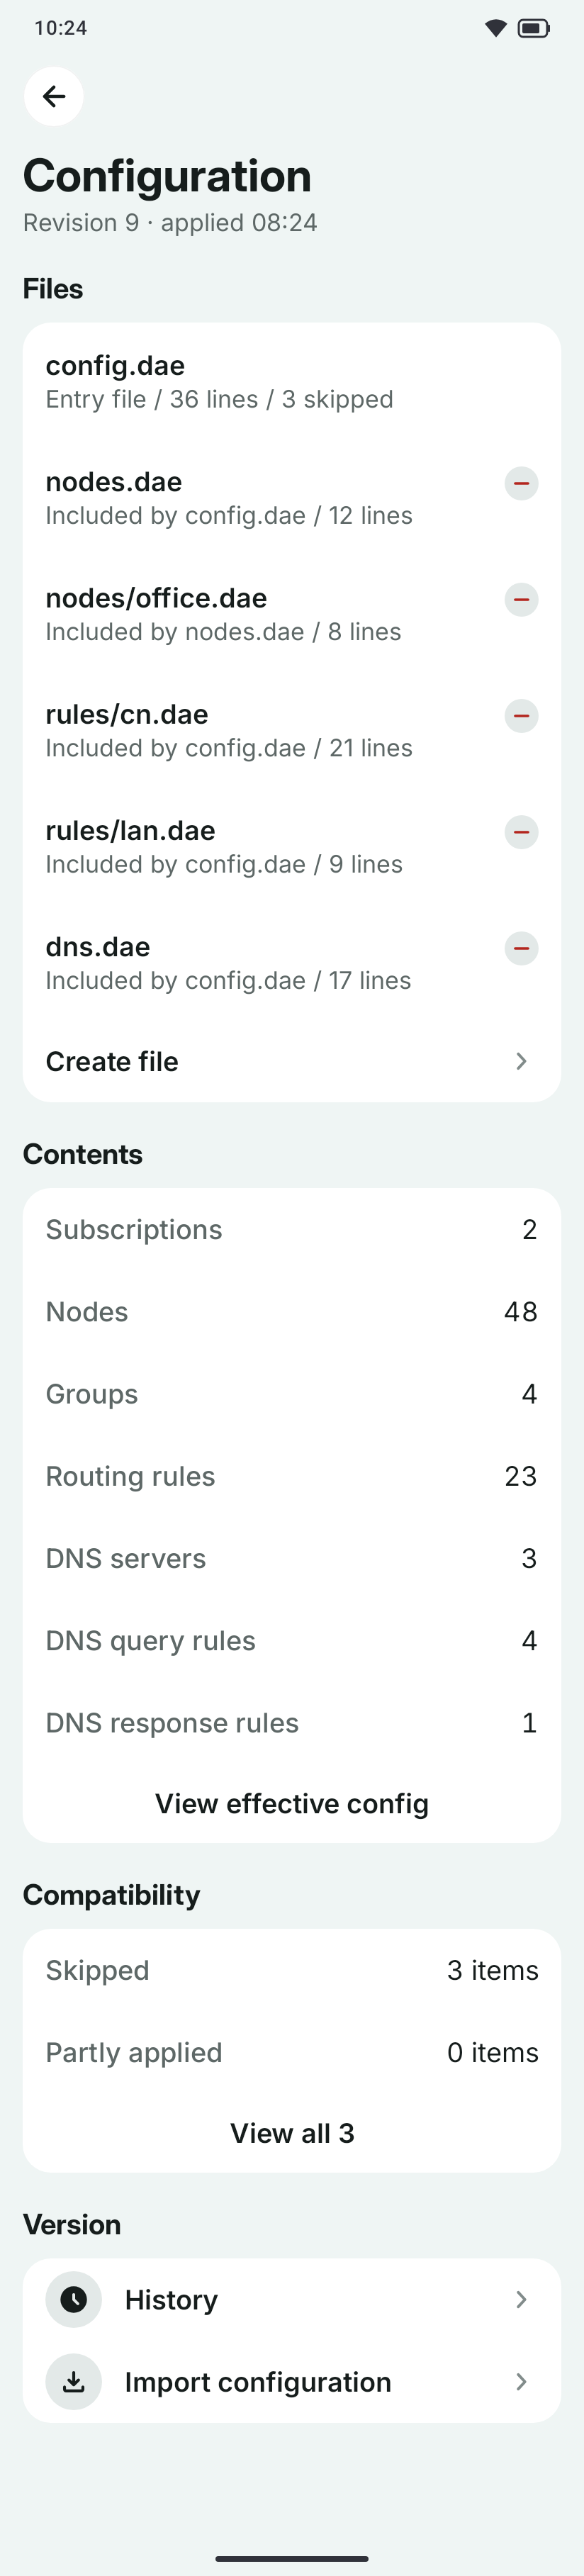 10:24
Configuration
Revision 9 · applied 08:24
Files
config.dae
Entry file / 36 lines / 3 skipped
nodes.dae
Included by config.dae / 12 lines
nodes/office.dae
Included by nodes.dae / 8 lines
rules/cn.dae
Included by config.dae / 21 lines
rules/lan.dae
Included by config.dae / 9 lines
dns.dae
Included by config.dae / 17 lines
Create file
Contents
Subscriptions 2
Nodes 48
Groups 4
Routing rules 23
DNS servers 3
DNS query rules 4
DNS response rules 1
View effective config
Compatibility
Skipped 3 items
Partly applied 0 items
View all 3
Version
History
Import configuration